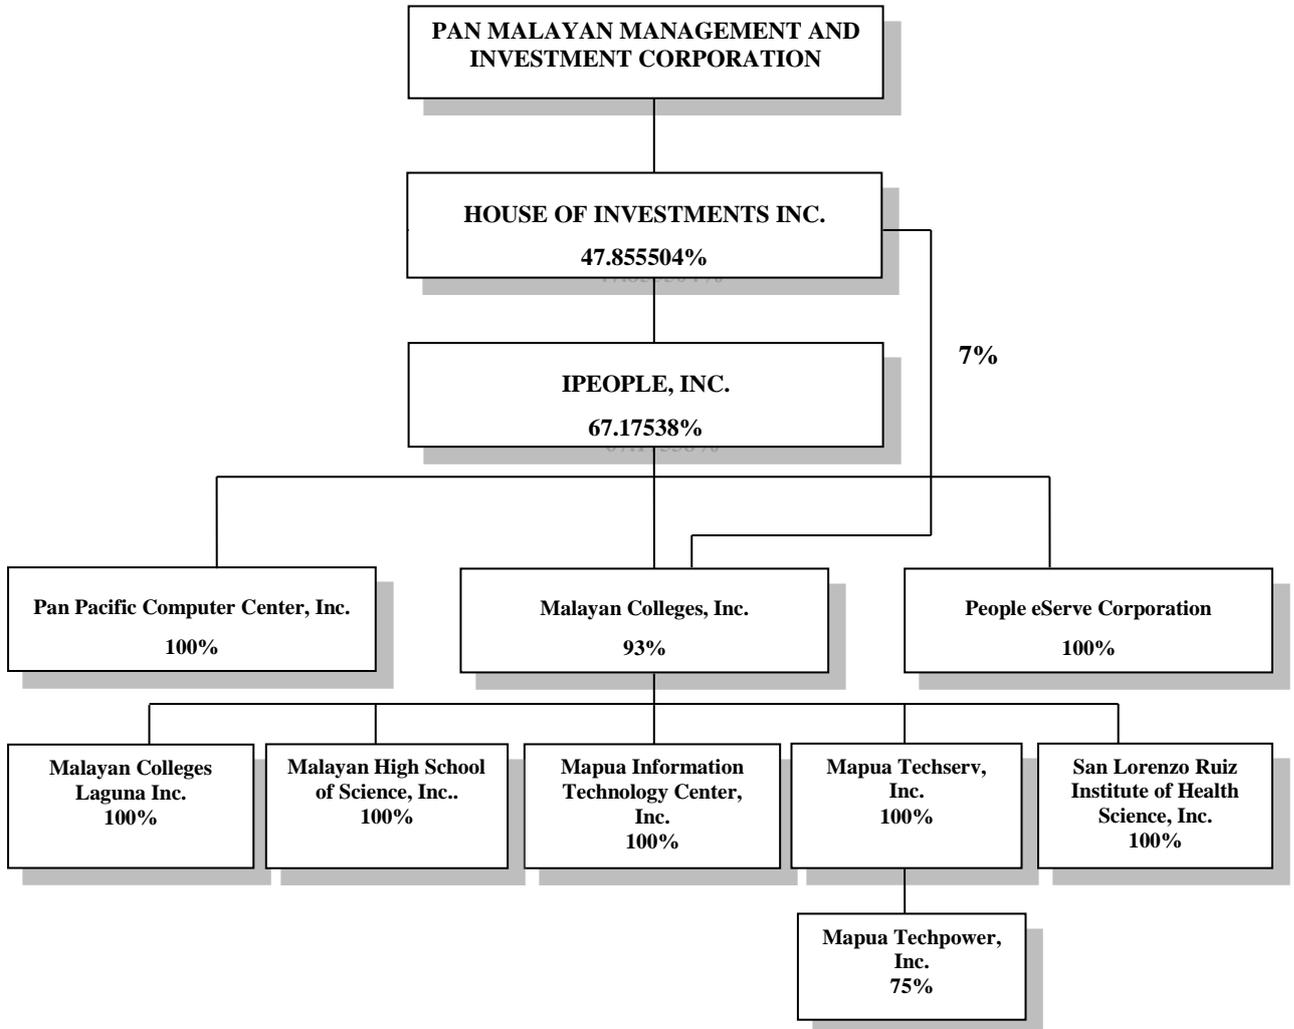 PAN MALAYAN MANAGEMENT AND
INVESTMENT CORPORATION
HOUSE OF INVESTMENTS INC.
47.855504%
7%
IPEOPLE, INC.
67.17538%
Pan Pacific Computer Center, Inc.
100%
Malayan Colleges, Inc.
93%
People eServe Corporation
100%
Malayan Colleges
Laguna Inc.
100%
Malayan High School
of Science, Inc..
100%
Mapua Information
Technology Center,
Inc.
100%
Mapua Techserv,
Inc.
100%
San Lorenzo Ruiz
Institute of Health
Science, Inc.
100%
Mapua Techpower,
Inc.
75%